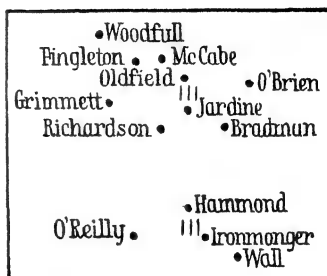 Woodfull
Fingleton McCabe
Oldfield O'Brien
Grimmett Jardine
Richardson Bradman
Hammond
O'Reilly Ironmonger
Wall